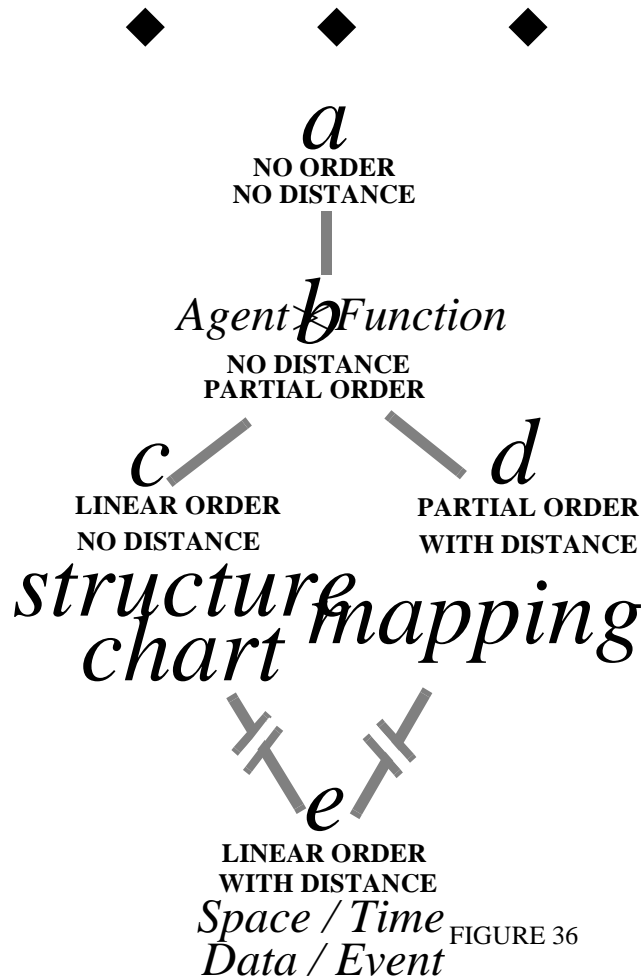 a
NO ORDER
NO DISTANCE
b
Agent > < Function
NO DISTANCE
PARTIAL ORDER
c
LINEAR ORDER
NO DISTANCE
structure
chart
d
PARTIAL ORDER
WITH DISTANCE
mapping
e
LINEAR ORDER
WITH DISTANCE
Space / Time
Data / Event
FIGURE 36